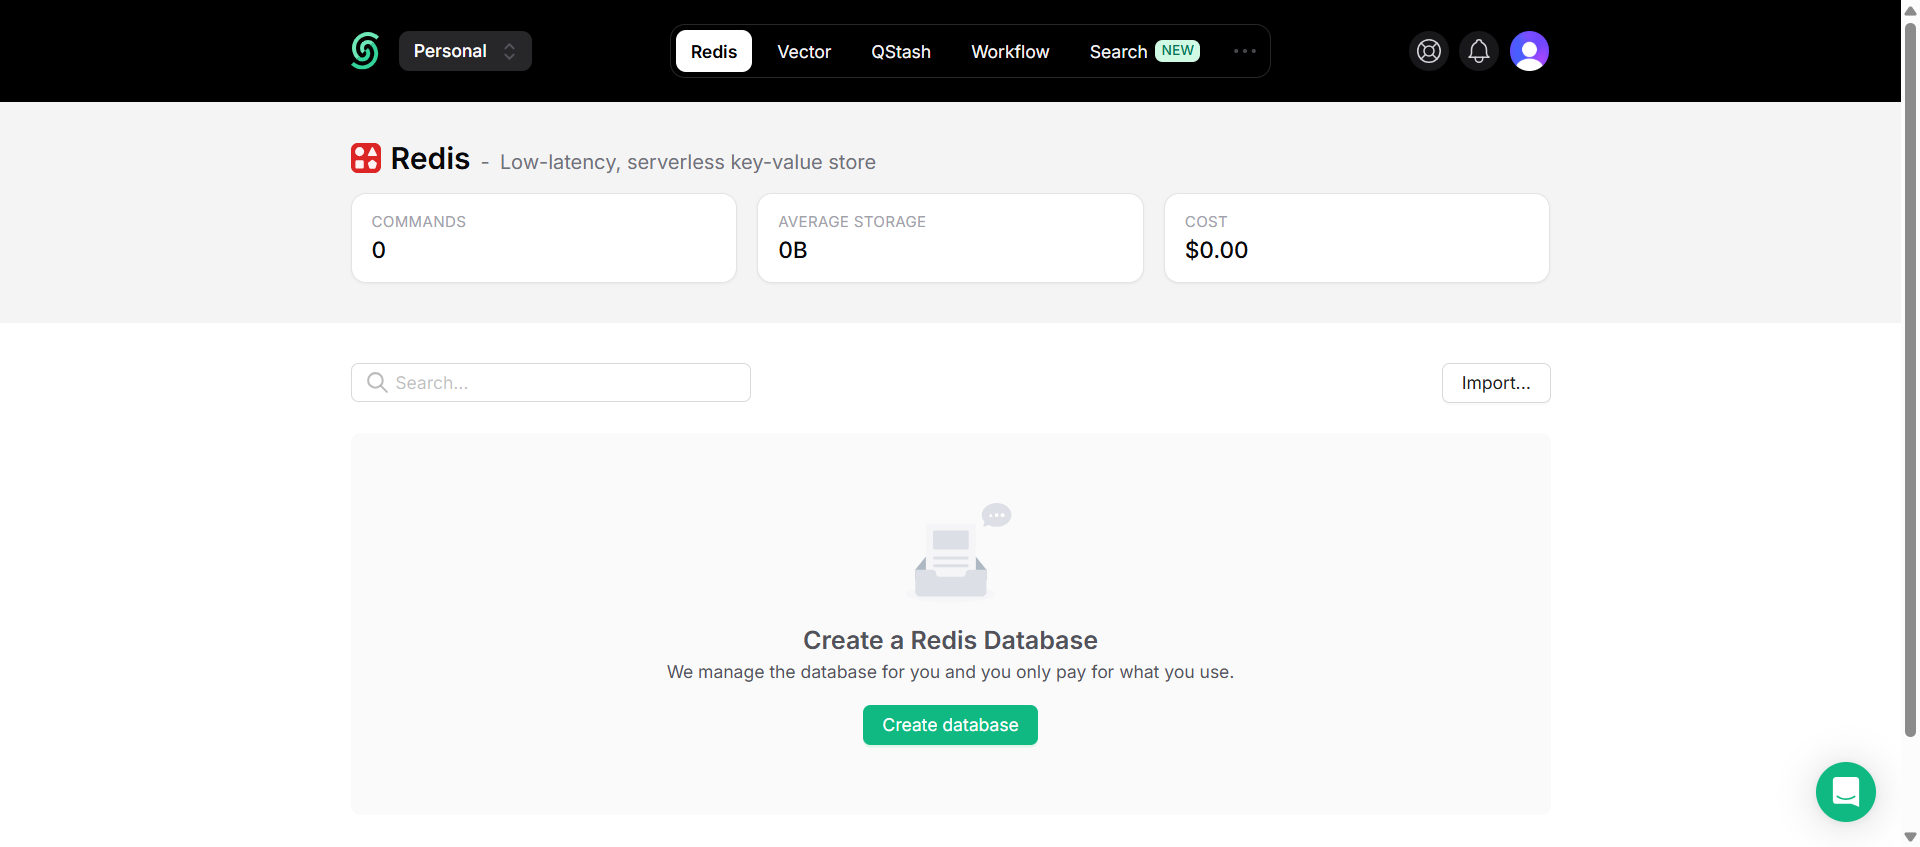 Personal
Redis
Vector
QStash
Workflow
Search NEW
Redis - Low-latency, serverless key-value store
COMMANDS
0
AVERAGE STORAGE
0B
COST
$0.00
Search...
Import...
Create a Redis Database
We manage the database for you and you only pay for what you use.
Create database